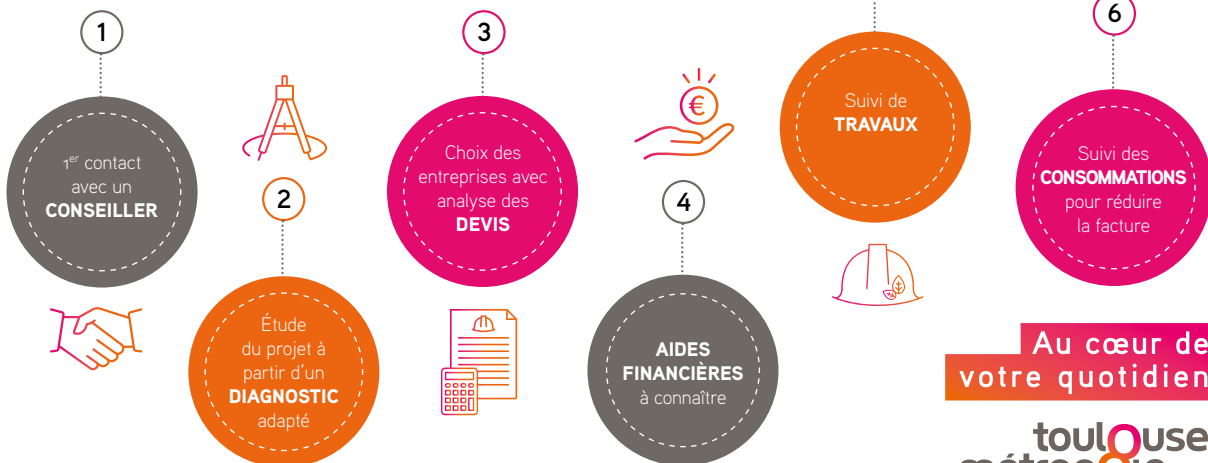 1
1er contact
avec un
CONSEILLER
2
Étude
du projet à
partir d'un
DIAGNOSTIC
adapté
3
Choix des
entreprises avec
analyse des
DEVIS
€
4
AIDES
FINANCIÈRES
à connaître
Suivi de
TRAVAUX
6
Suivi des
CONSOMMATIONS
pour réduire
la facture
Au cœur de
votre quotidien
toulouse